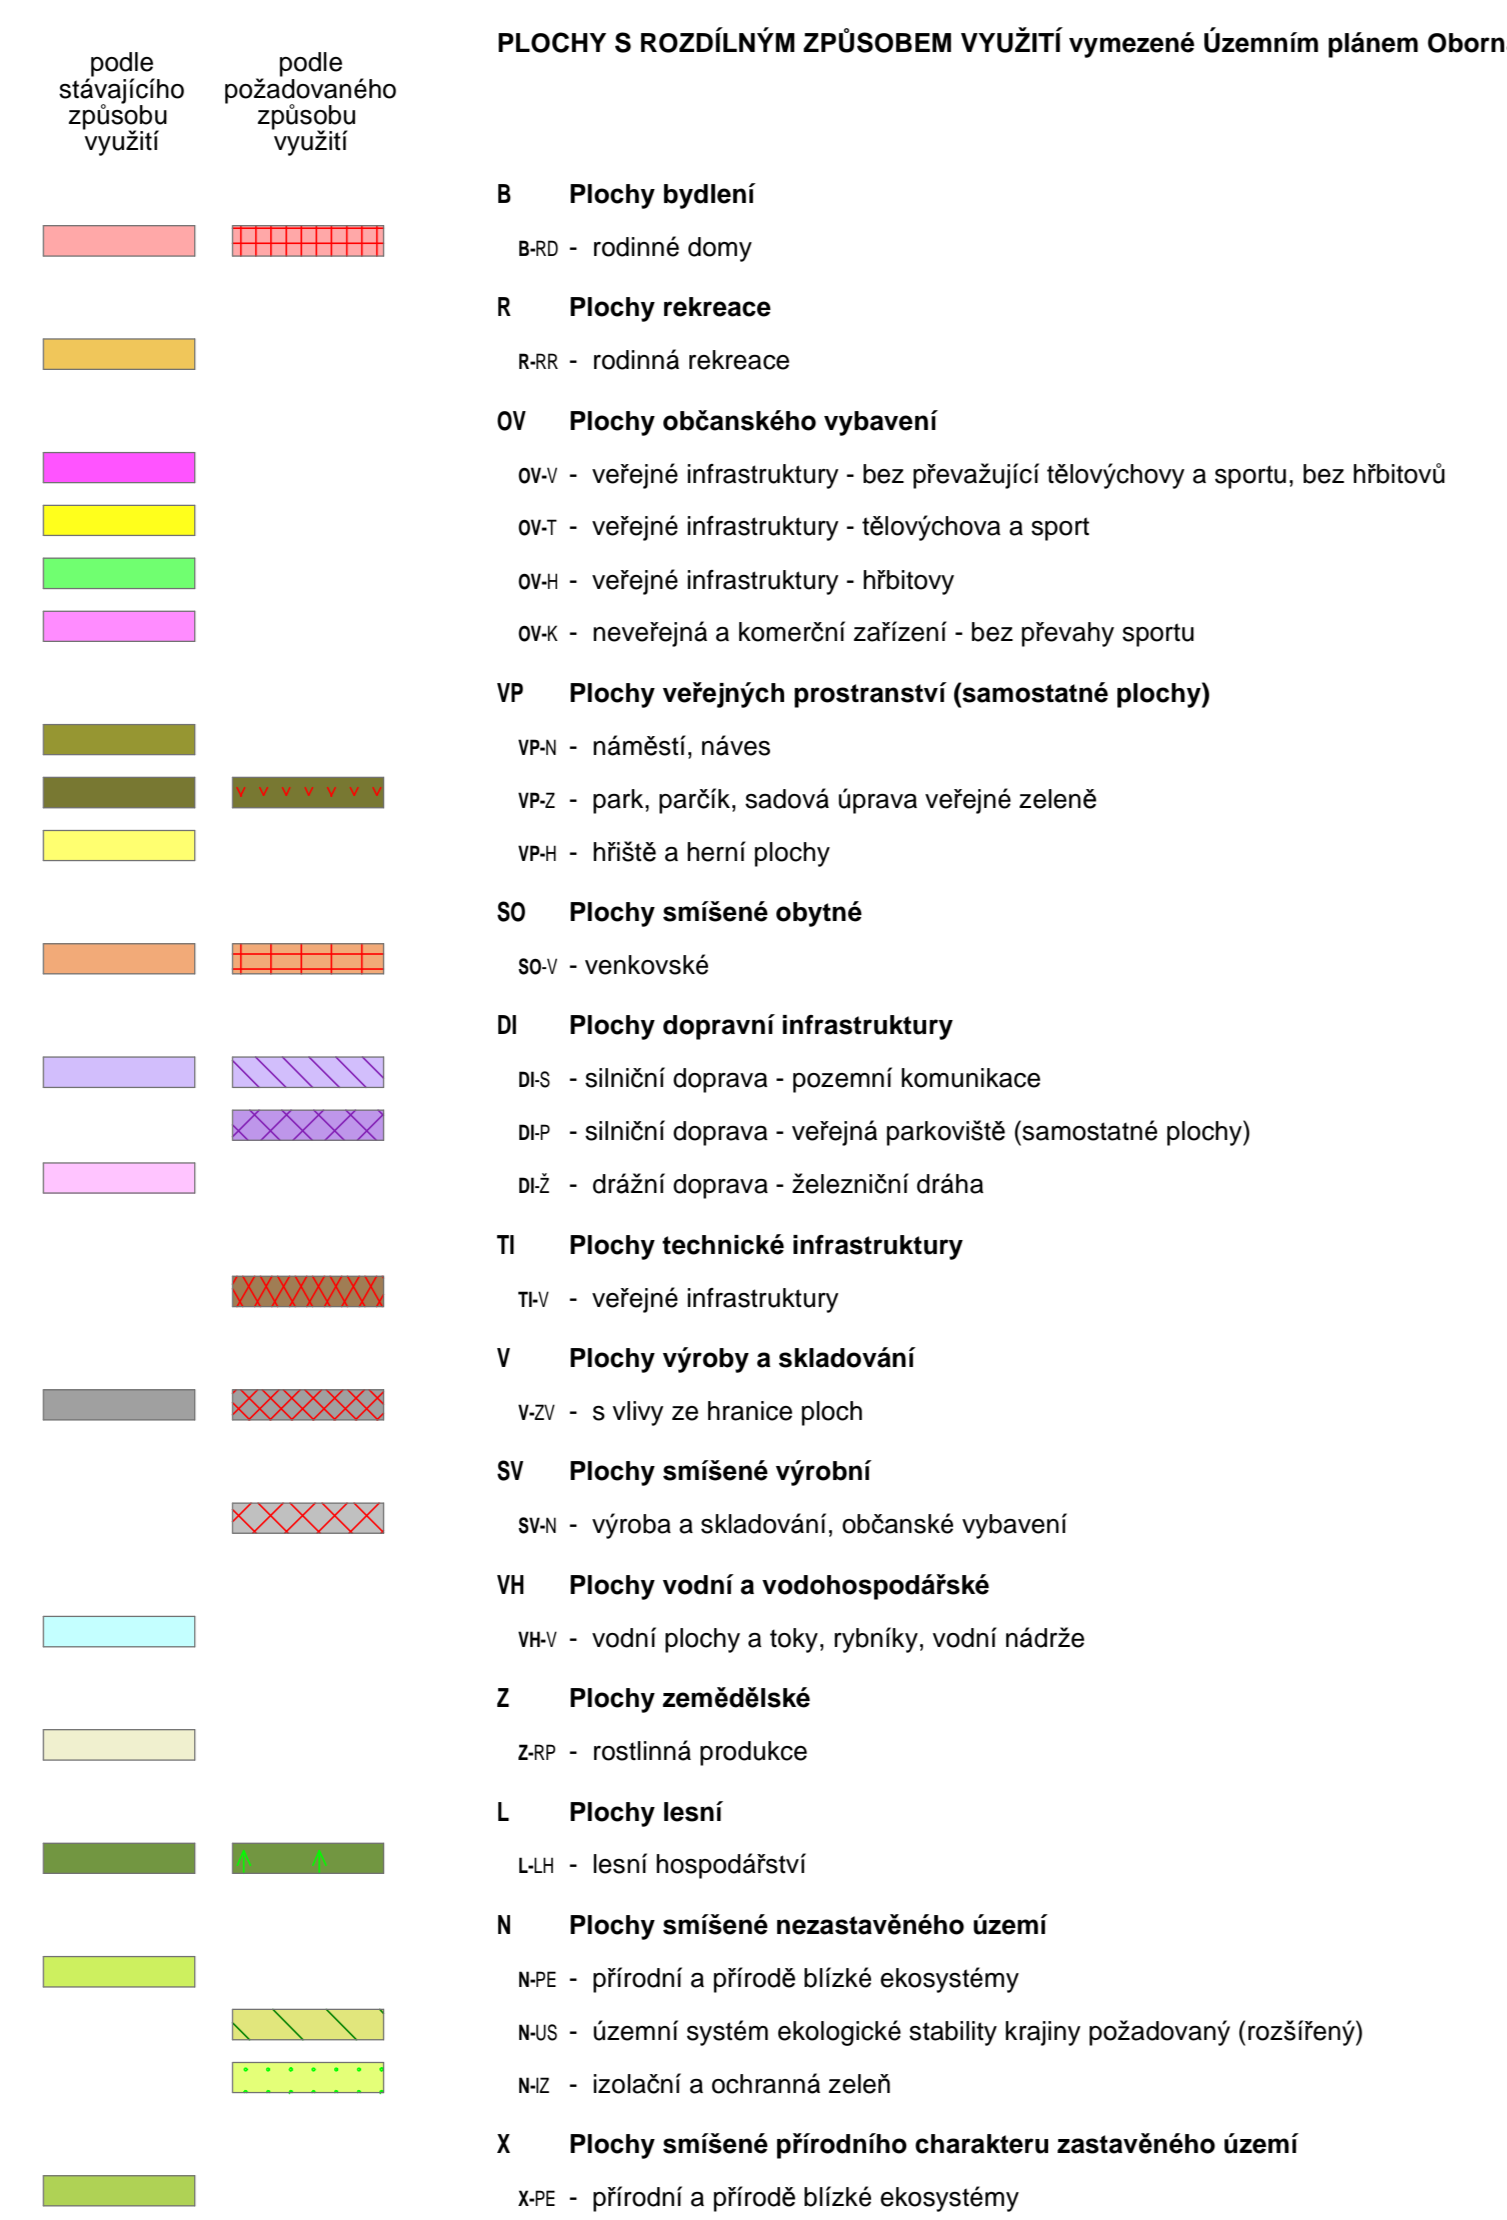 PLOCHY S ROZDÍLNÝM ZPŮSOBEM VYUŽITÍ vymezené Územním plánem
podle stávajícího způsobu využití
podle požadovaného způsobu využití
B Plochy bydlení
B-RD - rodinné domy
R Plochy rekreace
R-RR - rodinná rekreace
OV Plochy občanského vybavení
OV-V - veřejné infrastruktury - bez převažující tělovýchovy a sportu, bez hřbitovů
OV-T - veřejné infrastruktury - tělovýchova a sport
OV-H - veřejné infrastruktury - hřbitovy
OV-K - neveřejná a komerční zařízení - bez převahy sportu
VP Plochy veřejných prostranství (samostatné plochy)
VP-N - náměstí, náves
VP-Z - park, parčík, sadová úprava veřejné zeleně
VP-H - hřiště a herní plochy
SO Plochy smíšené obytné
SO-V - venkovské
DI Plochy dopravní infrastruktury
DI-S - silniční doprava - pozemní komunikace
DI-P - silniční doprava - veřejná parkoviště (samostatné plochy)
DI-Ž - drážní doprava - železniční dráha
TI Plochy technické infrastruktury
TI-V - veřejné infrastruktury
V Plochy výroby a skladování
V-ZV - s vlivy ze hranice ploch
SV Plochy smíšené výrobní
SV-N - výroba a skladování, občanské vybavení
VH Plochy vodní a vodohospodářské
VH-V - vodní plochy a toky, rybníky, vodní nádrže
Z Plochy zemědělské
Z-RP - rostlinná produkce
L Plochy lesní
L-LH - lesní hospodářství
N Plochy smíšené nezastavěného území
N-PE - přírodní a přírodě blízké ekosystémy
N-US - územní systém ekologické stability krajiny požadovaný (rozšířený)
N-IZ - izolační a ochranná zeleň
X Plochy smíšené přírodního charakteru zastavěného území
X-PE - přírodní a přírodě blízké ekosystémy